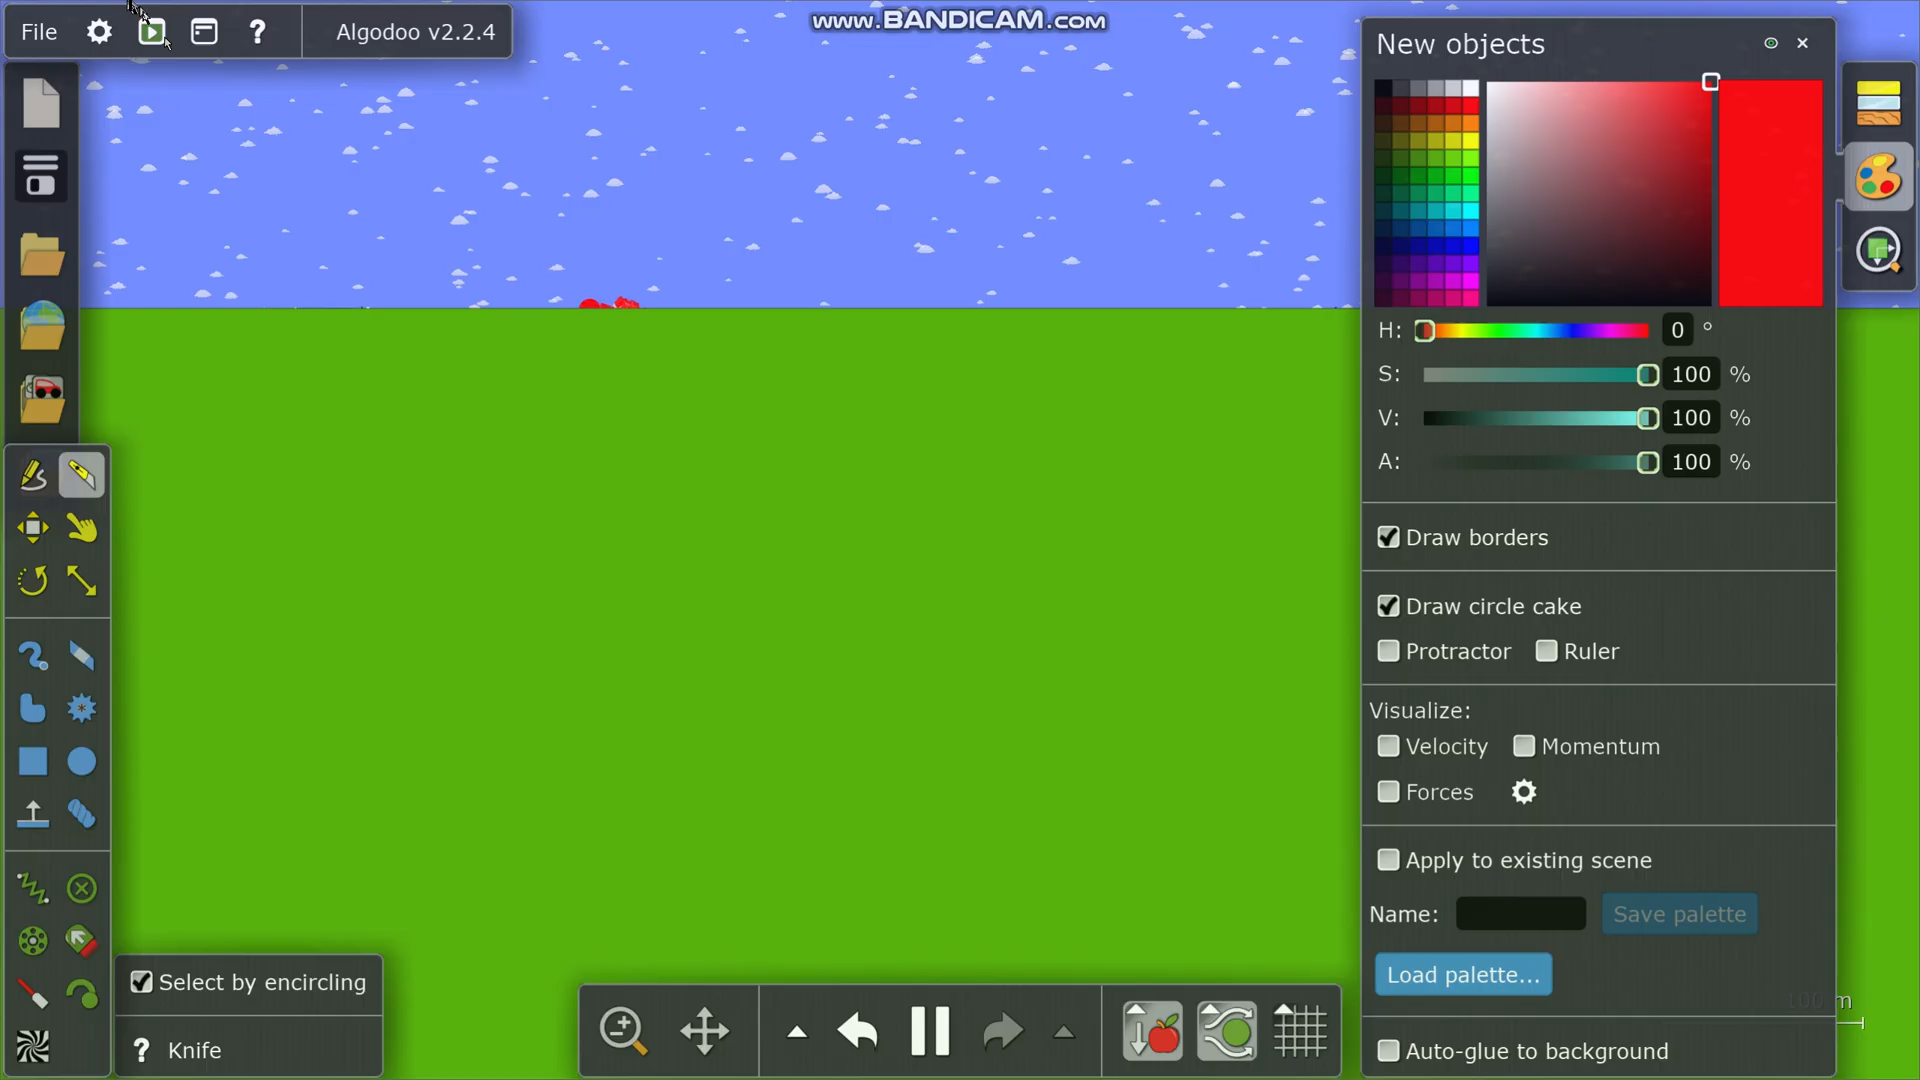 File
Algodoo v2.2.4
www.BANDICAM.com
New objects
H: 0 °
S: 100 %
V: 100 %
A: 100 %
Draw borders
Draw circle cake
Protractor Ruler
Visualize:
Velocity Momentum
Forces
Apply to existing scene
Name: Save palette
Load palette...
100 m
Auto-glue to background
Select by encircling
? Knife